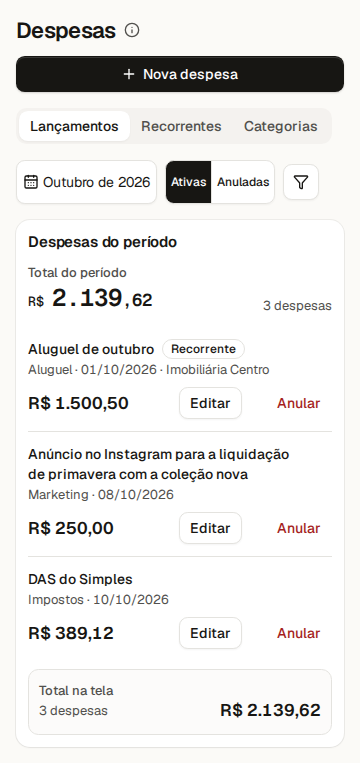 Despesas
Nova despesa
Lançamentos Recorrentes Categorias
Outubro de 2026 Ativas Anuladas
Despesas do período
Total do período
R$ 2.139,62
3 despesas
Aluguel de outubro Recorrente
Aluguel · 01/10/2026 · Imobiliária Centro
R$ 1.500,50 Editar Anular
Anúncio no Instagram para a liquidação
de primavera com a coleção nova
Marketing · 08/10/2026
R$ 250,00 Editar Anular
DAS do Simples
Impostos · 10/10/2026
R$ 389,12 Editar Anular
Total na tela
3 despesas
R$ 2.139,62